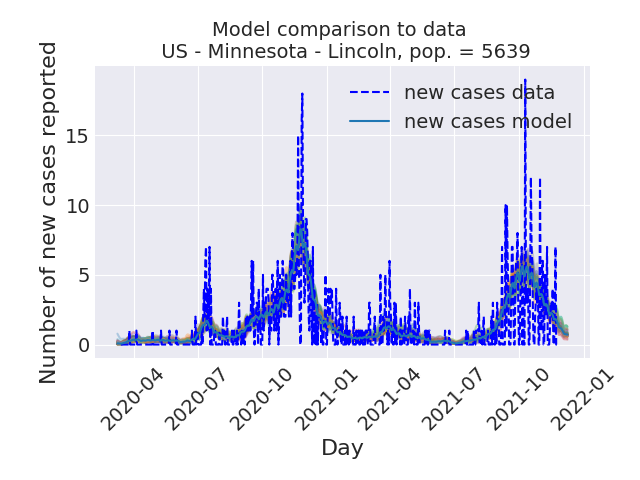 Model comparison to data
US - Minnesota - Lincoln, pop. = 5639
Number of new cases reported
15
10
5
0
new cases data
new cases model
2020-04
2020-07
2020-10
2021-01
2021-04
2021-07
2021-10
2022-01
Day